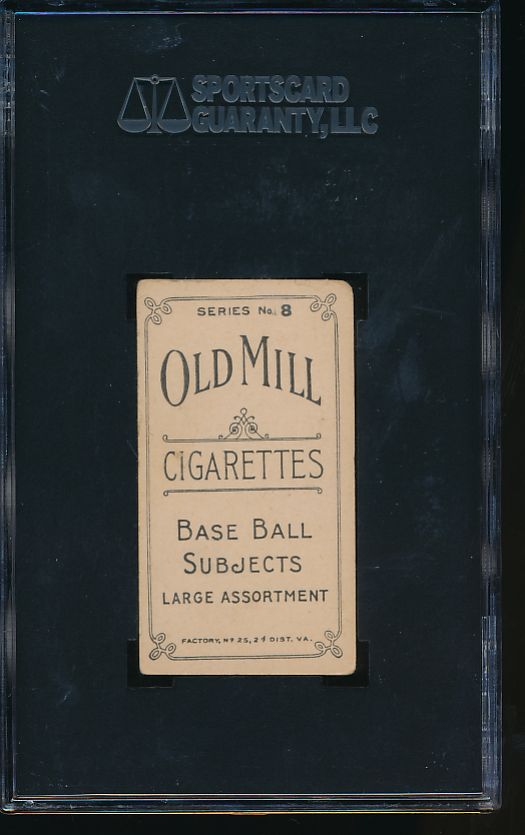 SPORTSCARD
GUARANTY, LLC
SERIES No. 8
OLD MILL
CIGARETTES
BASE BALL
SUBJECTS
LARGE ASSORTMENT
FACTORY, Nº 25, 2d DIST. VA.